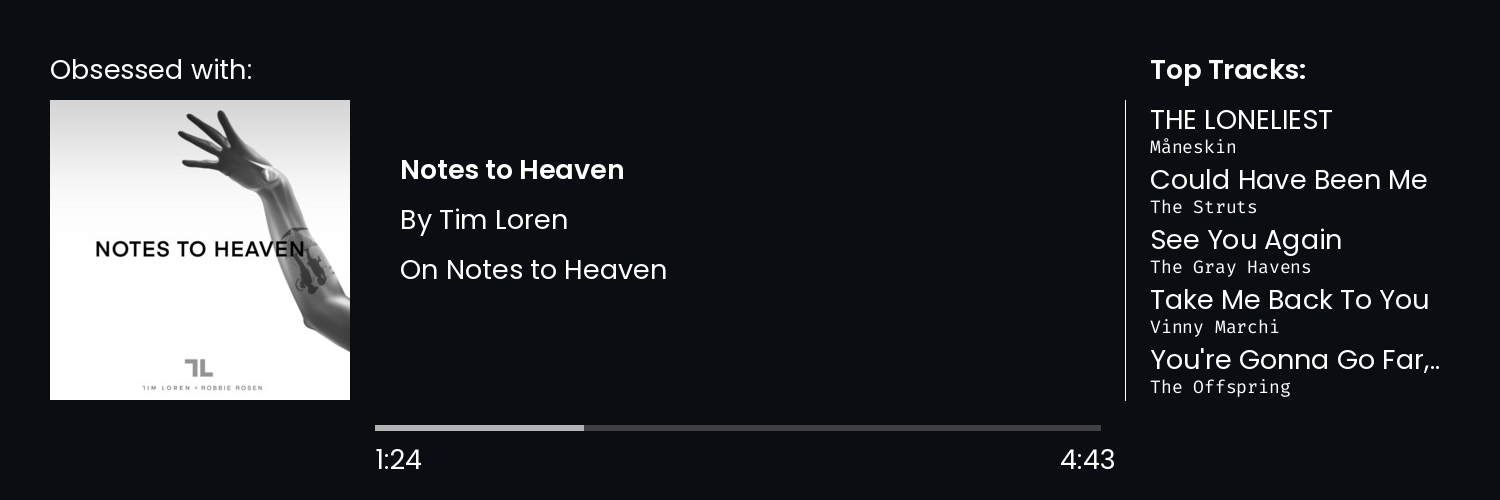 Obsessed with:
NOTES TO HEAVEN
TL
TIM LOREN × ROBBIE ROSEN
Notes to Heaven
By Tim Loren
On Notes to Heaven
1:24
4:43
Top Tracks:
THE LONELIEST
Måneskin
Could Have Been Me
The Struts
See You Again
The Gray Havens
Take Me Back To You
Vinny Marchi
You're Gonna Go Far,..
The Offspring